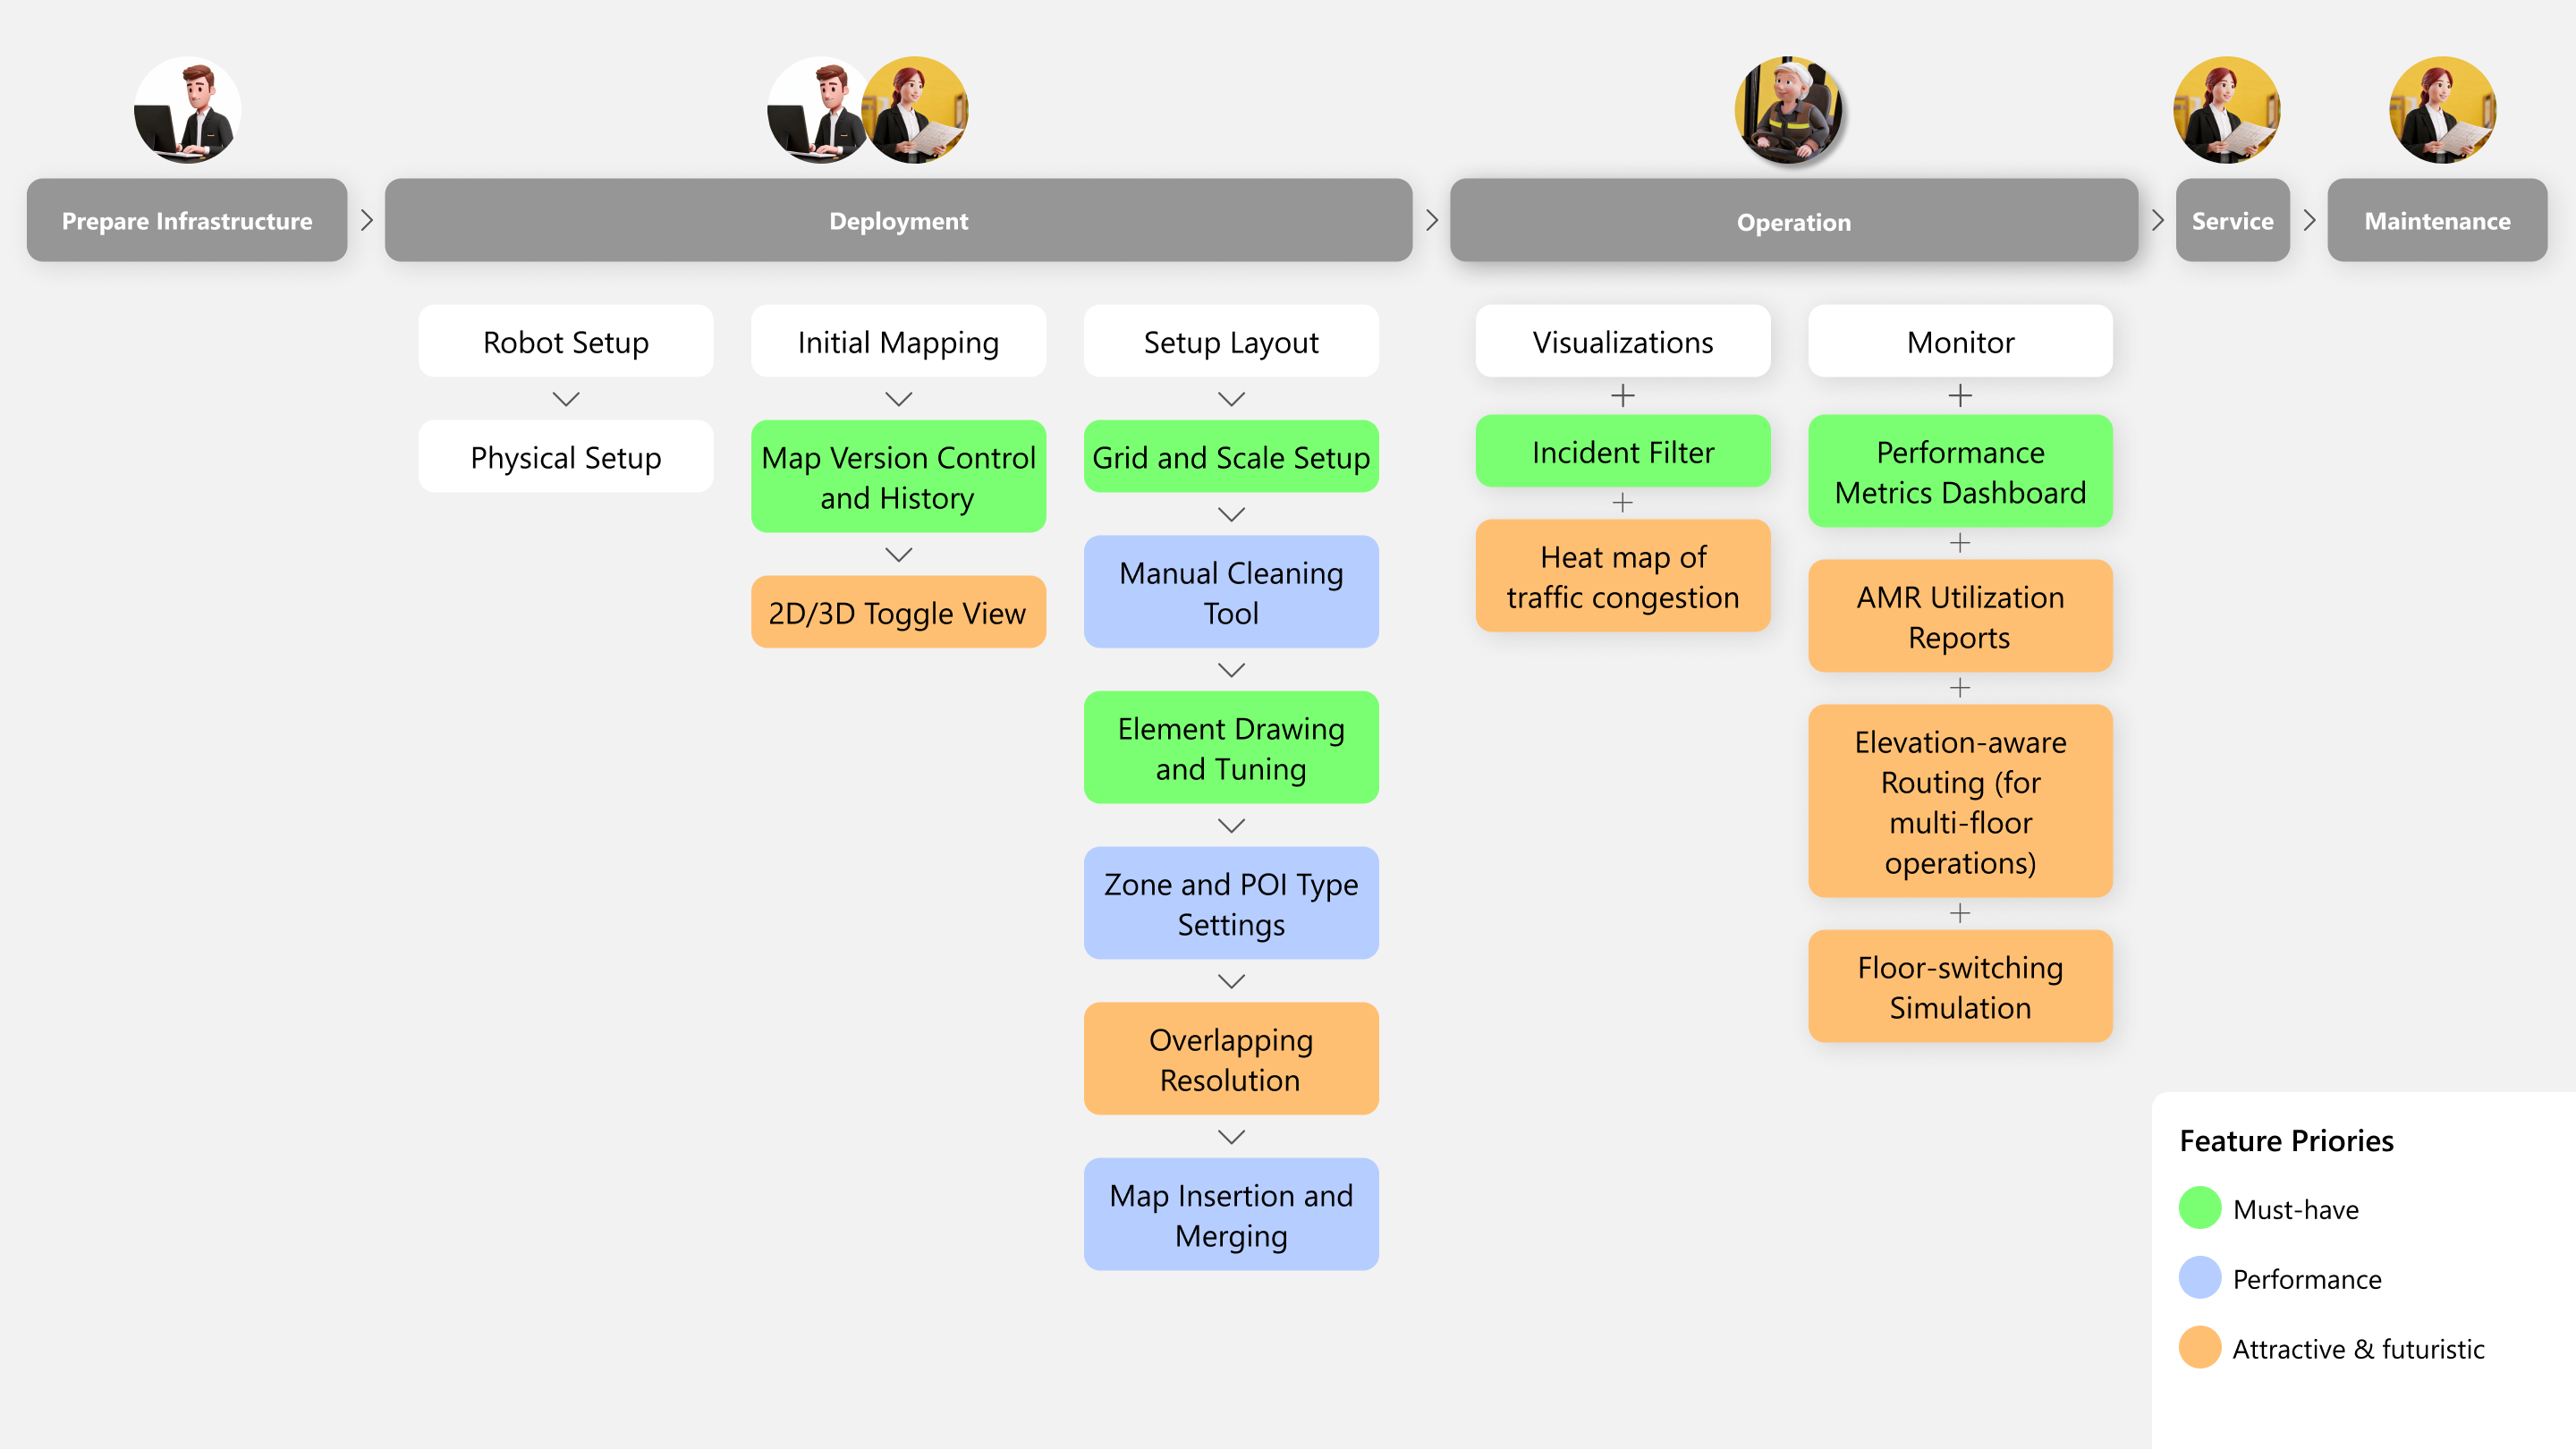 Prepare Infrastructure
Deployment
Operation
Service
Maintenance
Robot Setup
Physical Setup
Initial Mapping
Map Version Control
and History
2D/3D Toggle View
Setup Layout
Grid and Scale Setup
Manual Cleaning
Tool
Element Drawing
and Tuning
Zone and POI Type
Settings
Overlapping
Resolution
Map Insertion and
Merging
Visualizations
Incident Filter
Heat map of
traffic congestion
Monitor
Performance
Metrics Dashboard
AMR Utilization
Reports
Elevation-aware
Routing (for
multi-floor
operations)
Floor-switching
Simulation
Feature Priories
Must-have
Performance
Attractive & futuristic